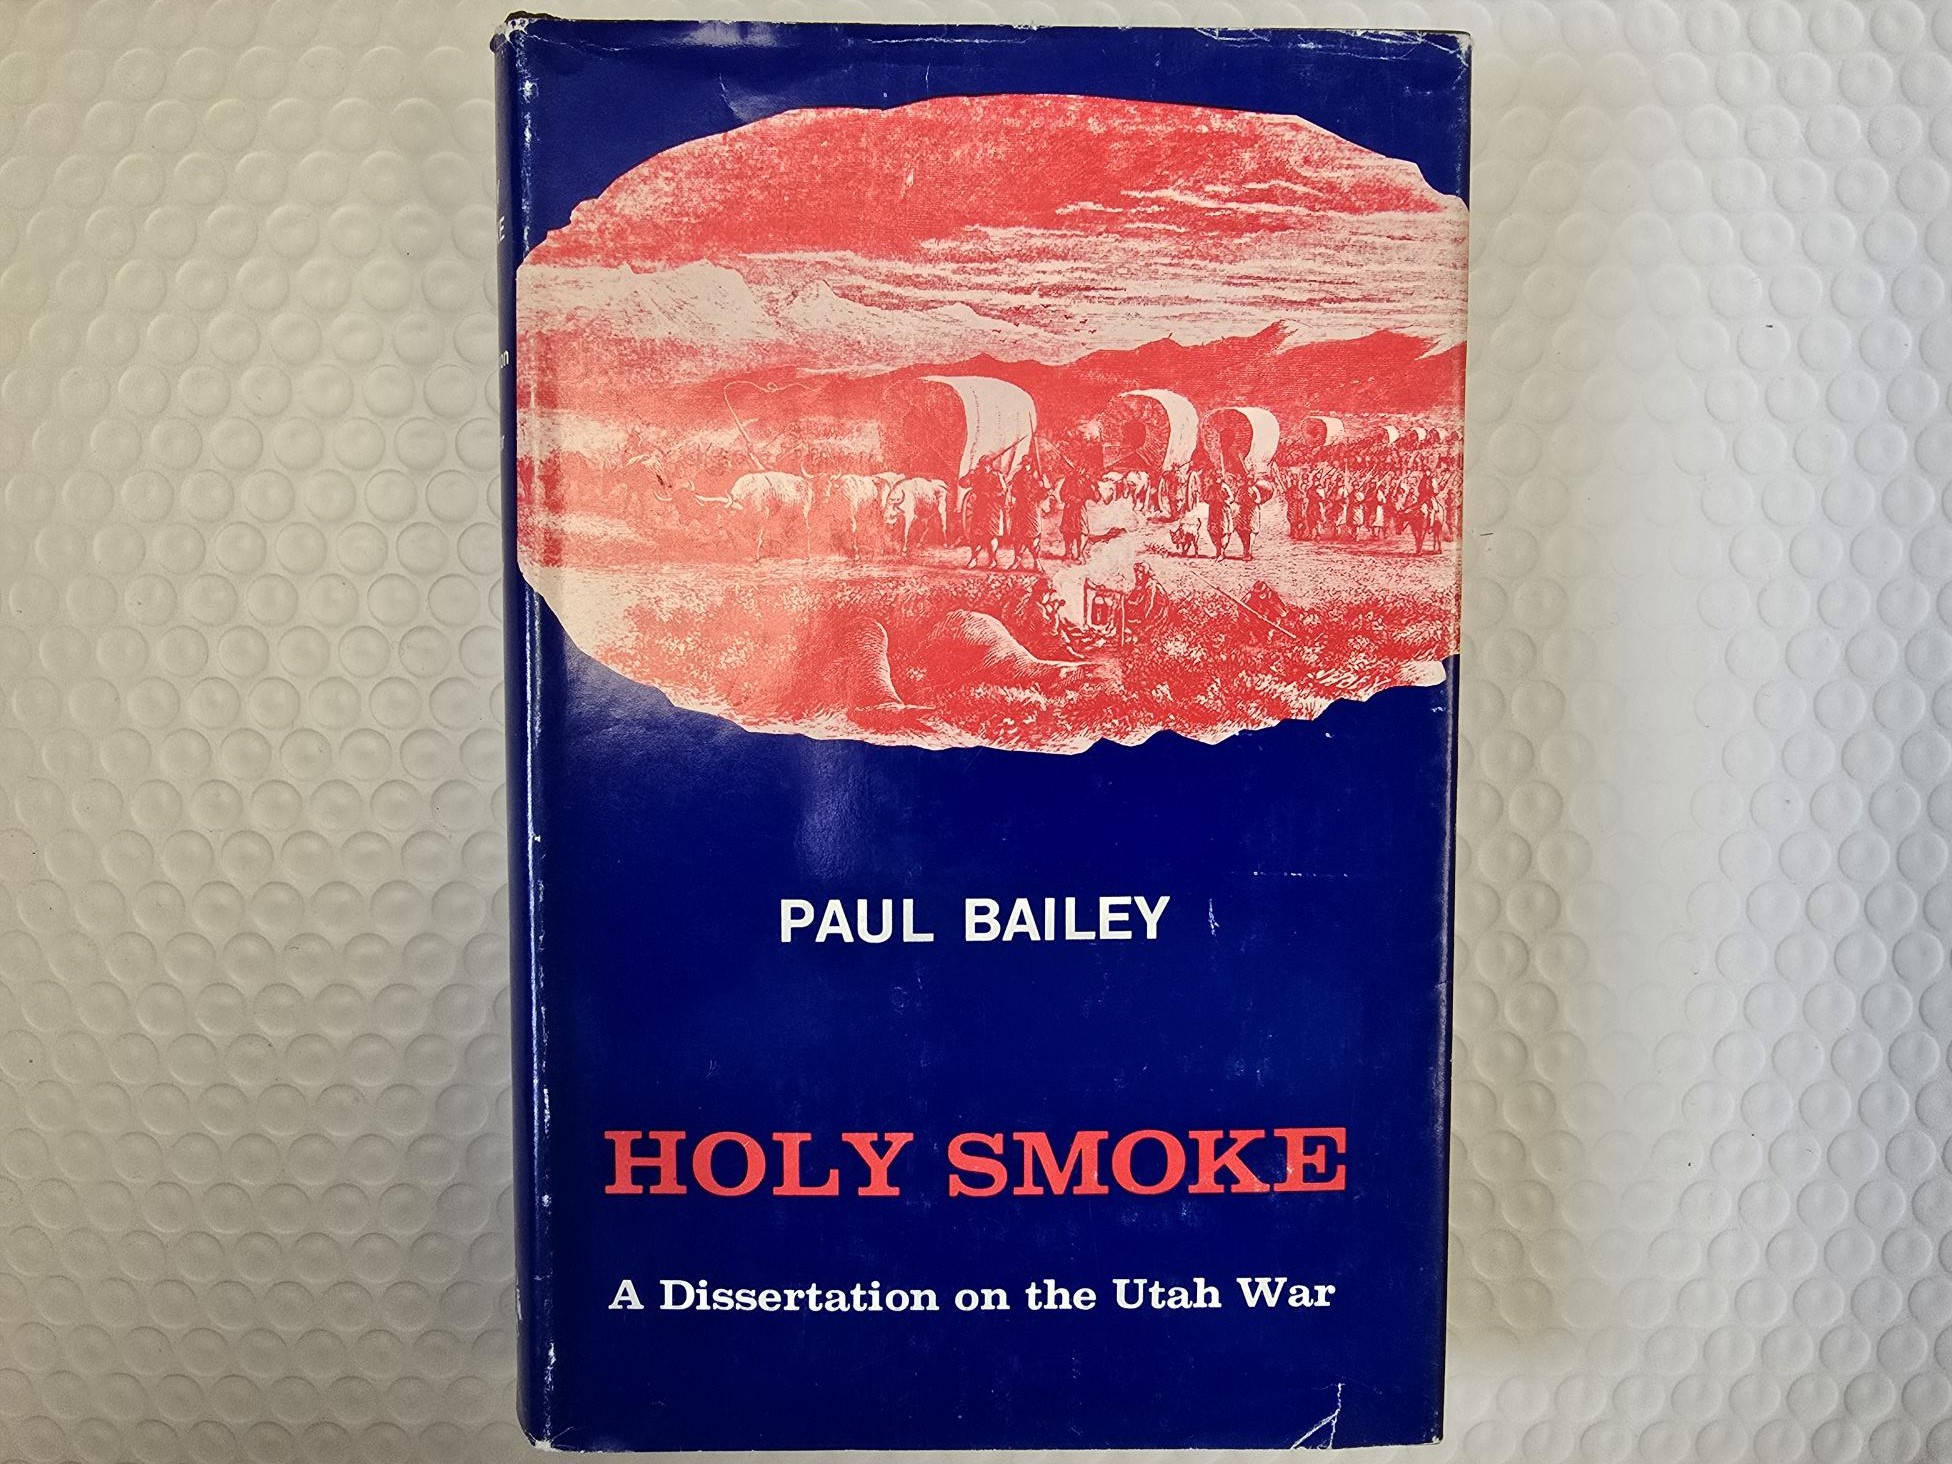 PAUL BAILEY
HOLY SMOKE
A Dissertation on the Utah War